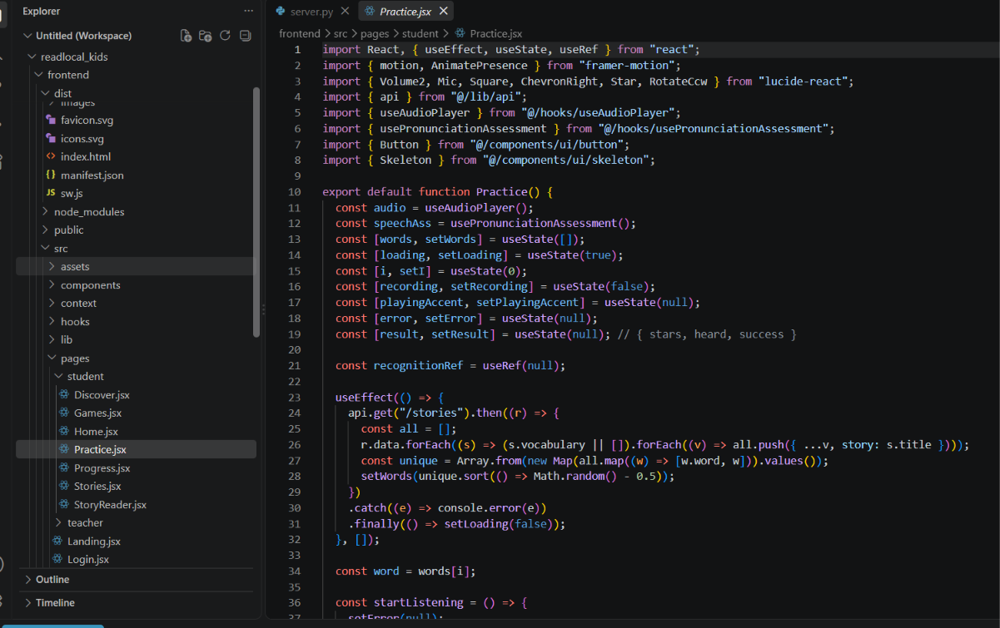 Explorer
Untitled (Workspace)
readlocal_kids
frontend
dist
images
favicon.svg
icons.svg
index.html
manifest.json
JS sw.js
node_modules
public
src
assets
components
context
hooks
lib
pages
student
Discover.jsx
Games.jsx
Home.jsx
Practice.jsx
Progress.jsx
Stories.jsx
StoryReader.jsx
teacher
Landing.jsx
Login.jsx
Outline
Timeline
server.py
Practice.jsx
frontend > src > pages > student > Practice.jsx
1 import React, { useEffect, useState, useRef } from "react";
2 import { motion, AnimatePresence } from "framer-motion";
3 import { Volume2, Mic, Square, ChevronRight, Star, RotateCcw } from "lucide-react";
4 import { api } from "@/lib/api";
5 import { useAudioPlayer } from "@/hooks/useAudioPlayer";
6 import { usePronunciationAssessment } from "@/hooks/usePronunciationAssessment";
7 import { Button } from "@/components/ui/button";
8 import { Skeleton } from "@/components/ui/skeleton";
9
10 export default function Practice() {
11 const audio = useAudioPlayer();
12 const speechAss = usePronunciationAssessment();
13 const [words, setWords] = useState([]);
14 const [loading, setLoading] = useState(true);
15 const [i, setI] = useState(0);
16 const [recording, setRecording] = useState(false);
17 const [playingAccent, setPlayingAccent] = useState(null);
18 const [error, setError] = useState(null);
19 const [result, setResult] = useState(null); // { stars, heard, success }
20
21 const recognitionRef = useRef(null);
22
23 useEffect(() => {
24 api.get("/stories").then((r) => {
25 const all = [];
26 r.data.forEach((s) => (s.vocabulary || []).forEach((v) => all.push({ ...v, story: s.title })));
27 const unique = Array.from(new Map(all.map((w) => [w.word, w])).values());
28 setWords(unique.sort(() => Math.random() - 0.5));
29 })
30 .catch((e) => console.error(e))
31 .finally(() => setLoading(false));
32 }, []);
33
34 const word = words[i];
35
36 const startListening = () => {
37 setError(null);